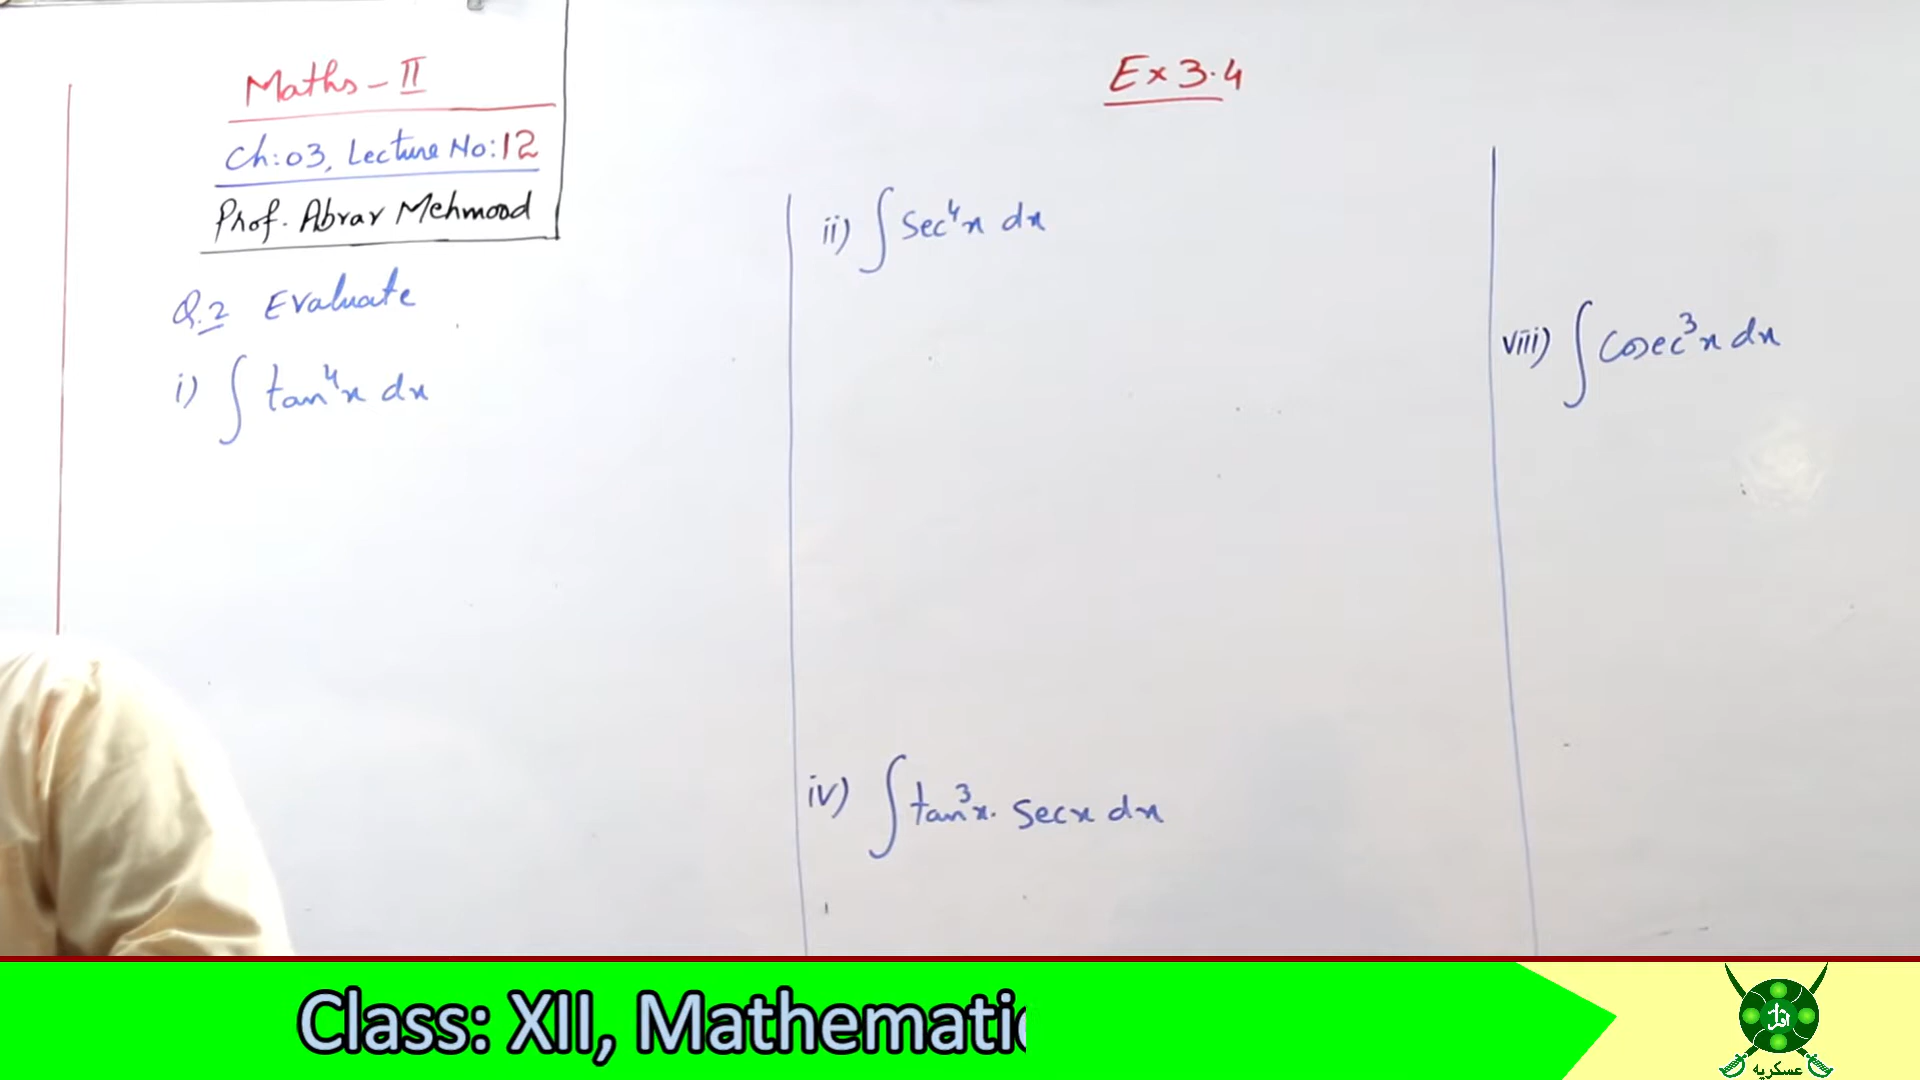 Maths - II
Ch: 03, Lecture No: 12
Prof. Abrar Mehmood
Ex 3.4
Q.2 Evaluate
i) ∫ tan⁴x dx
ii) ∫ Sec⁴x dx
iv) ∫ tan³x. Secx dx
viii) ∫ Cosec³x dx
Class: XII, Mathematic
عسکریہ